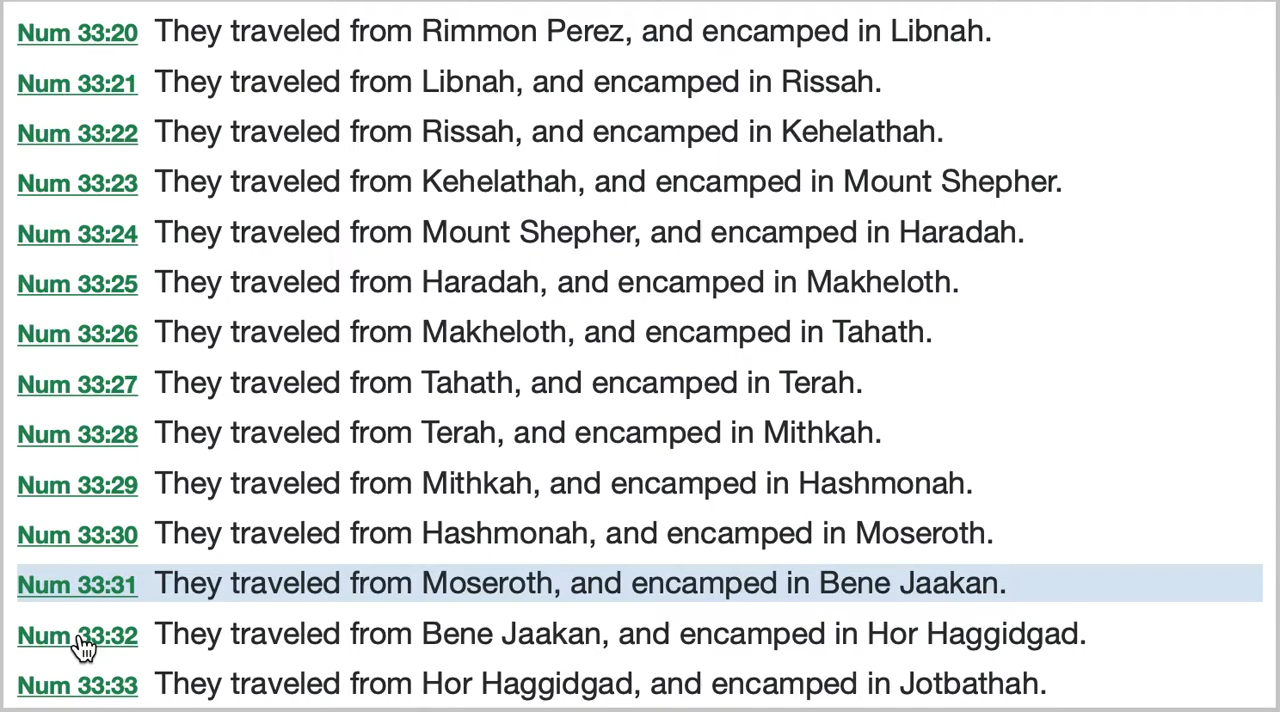 Num 33:20 They traveled from Rimmon Perez, and encamped in Libnah.
Num 33:21 They traveled from Libnah, and encamped in Rissah.
Num 33:22 They traveled from Rissah, and encamped in Kehelathah.
Num 33:23 They traveled from Kehelathah, and encamped in Mount Shepher.
Num 33:24 They traveled from Mount Shepher, and encamped in Haradah.
Num 33:25 They traveled from Haradah, and encamped in Makheloth.
Num 33:26 They traveled from Makheloth, and encamped in Tahath.
Num 33:27 They traveled from Tahath, and encamped in Terah.
Num 33:28 They traveled from Terah, and encamped in Mithkah.
Num 33:29 They traveled from Mithkah, and encamped in Hashmonah.
Num 33:30 They traveled from Hashmonah, and encamped in Moseroth.
Num 33:31 They traveled from Moseroth, and encamped in Bene Jaakan.
Num 33:32 They traveled from Bene Jaakan, and encamped in Hor Haggidgad.
Num 33:33 They traveled from Hor Haggidgad, and encamped in Jotbathah.